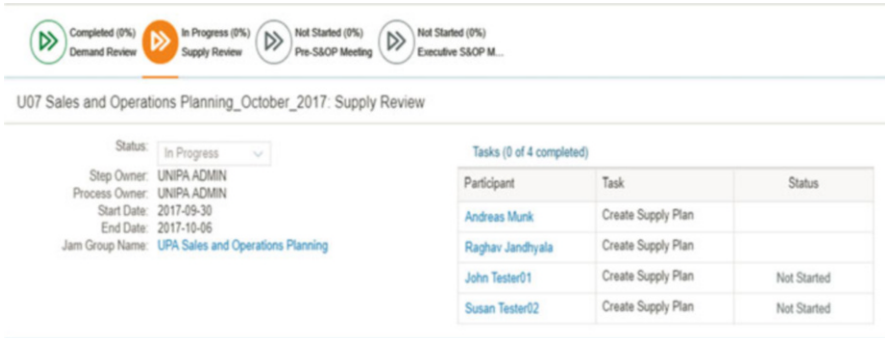 Completed (0%) In Progress (0%) Not Started (0%) Not Started (0%)
Demand Review Supply Review Pre-S&OP Meeting Executive S&OP M...
U07 Sales and Operations Planning_October_2017: Supply Review
Status: In Progress
Step Owner: UNIPA ADMIN
Process Owner: UNIPA ADMIN
Start Date: 2017-09-30
End Date: 2017-10-06
Jam Group Name: UPA Sales and Operations Planning
Tasks (0 of 4 completed)
Participant Task Status
Andreas Munk Create Supply Plan
Raghav Jandhyala Create Supply Plan
John Tester01 Create Supply Plan Not Started
Susan Tester02 Create Supply Plan Not Started